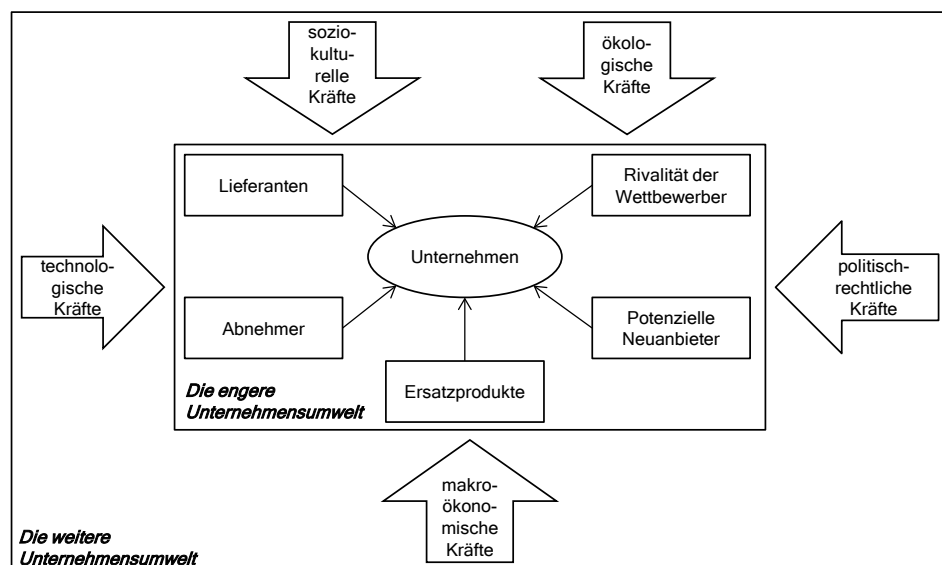 sozio-
kultu-
relle
Kräfte
ökolo-
gische
Kräfte
Lieferanten
Rivalität der
Wettbewerber
technolo-
gische
Kräfte
Unternehmen
politisch-
rechtliche
Kräfte
Abnehmer
Potenzielle
Neuanbieter
Ersatzprodukte
Die engere
Unternehmensumwelt
makro-
ökono-
mische
Kräfte
Die weitere
Unternehmensumwelt